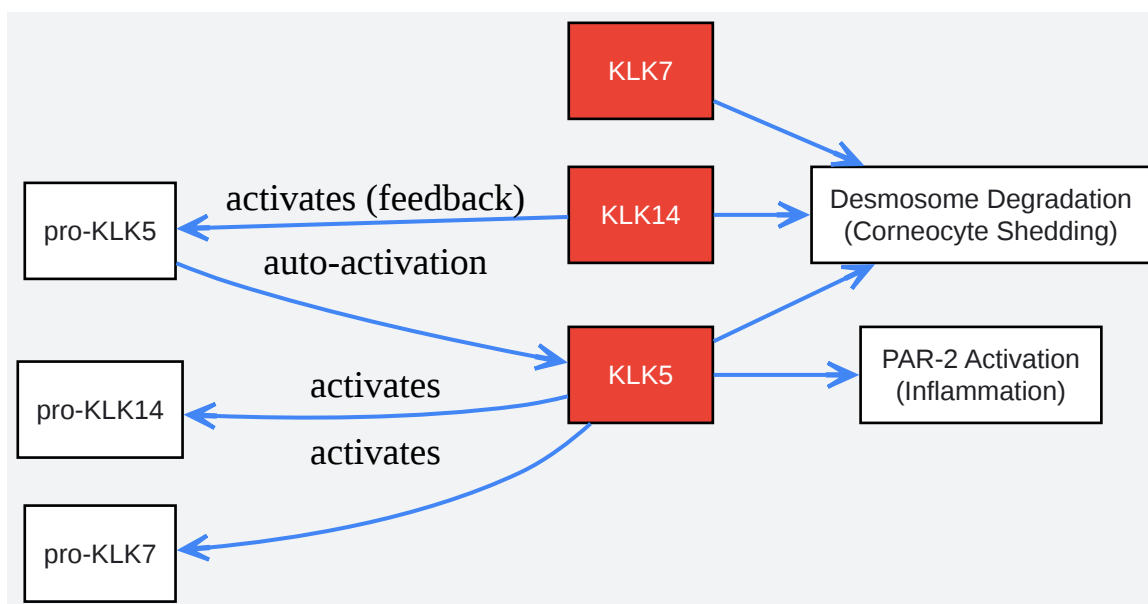 KLK7
activates (feedback)
KLK14
Desmosome Degradation
(Corneocyte Shedding)
pro-KLK5
auto-activation
KLK5
PAR-2 Activation
(Inflammation)
activates
pro-KLK14
activates
pro-KLK7